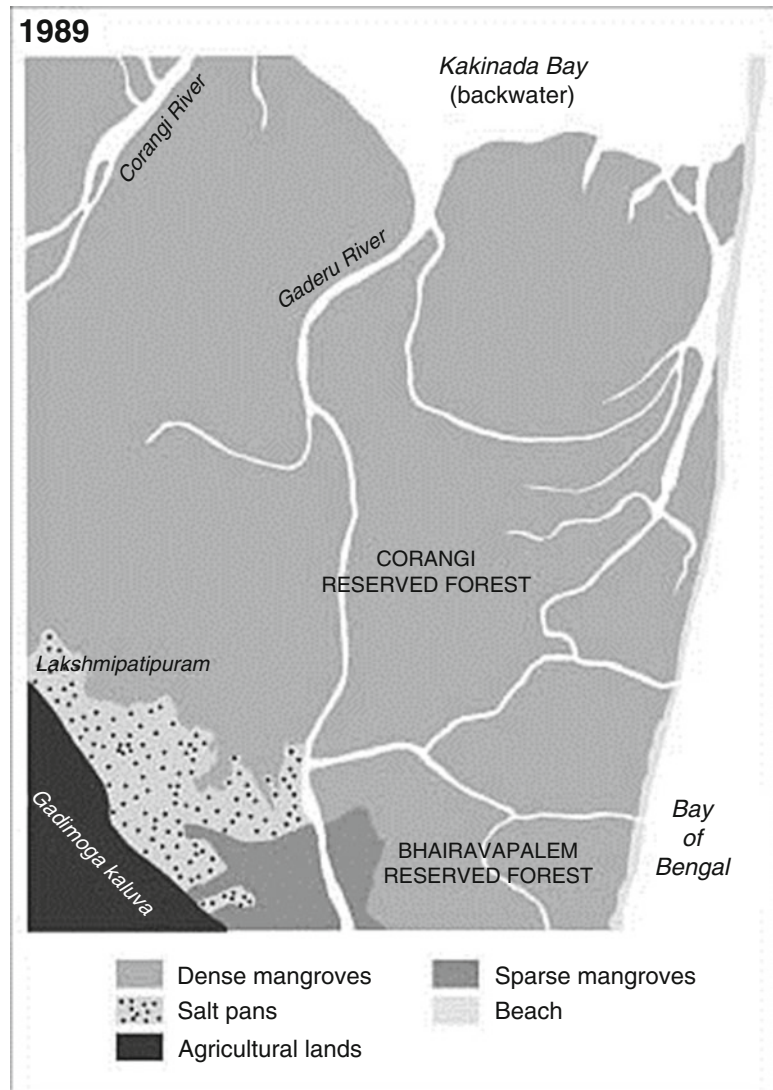 1989
Kakinada Bay
(backwater)
Corangi River
Gaderu River
CORANGI
RESERVED FOREST
Lakshmipatipuram
Gadimoga kaluva
BHAIRAVAPALEM
RESERVED FOREST
Bay
of
Bengal
Dense mangroves
Sparse mangroves
Salt pans
Beach
Agricultural lands